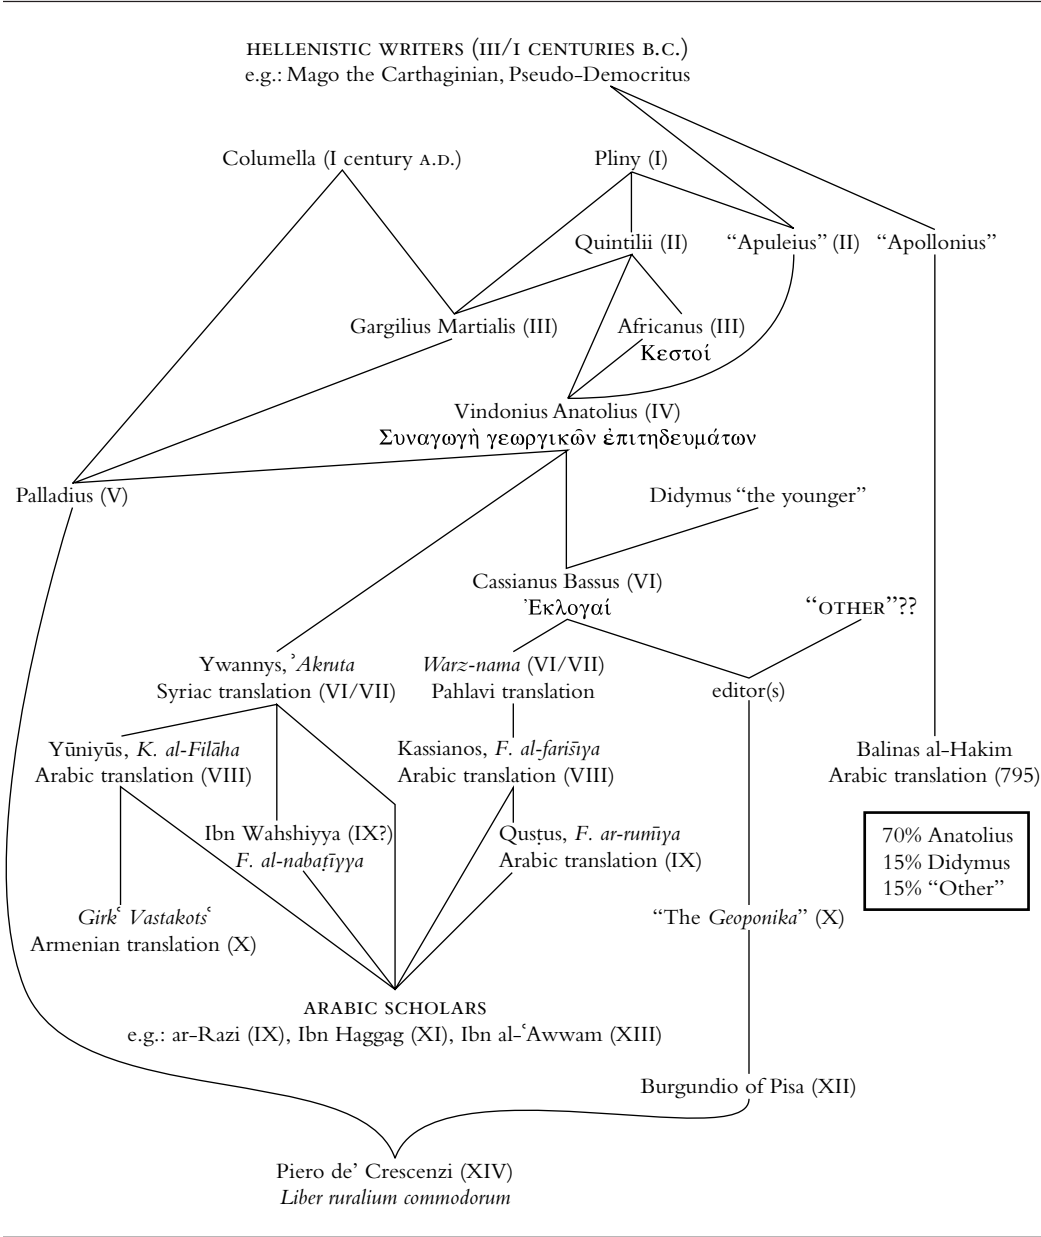 HELLENISTIC WRITERS (III/I CENTURIES B.C.)
e.g.: Mago the Carthaginian, Pseudo-Democritus
Columella (I century A.D.)
Pliny (I)
Quintilii (II)
“Apuleius” (II)
“Apollonius”
Gargilius Martialis (III)
Africanus (III)
Κεστοί
Vindonius Anatolius (IV)
Συναγωγὴ γεωργικῶν ἐπιτηδευμάτων
Palladius (V)
Didymus “the younger”
Cassianus Bassus (VI)
Ἐκλογαί
“OTHER”??
Ywannys, ʾAkruta
Syriac translation (VI/VII)
Warz-nama (VI/VII)
Pahlavi translation
editor(s)
Yūniyūs, K. al-Filāha
Arabic translation (VIII)
Kassianos, F. al-farišīya
Arabic translation (VIII)
Balinas al-Hakim
Arabic translation (795)
Ibn Wahshiyya (IX?)
F. al-nabaṭīyya
Qusṭus, F. ar-rumīya
Arabic translation (IX)
70% Anatolius
15% Didymus
15% “Other”
Girkʿ Vastakotsʿ
Armenian translation (X)
“The Geoponika” (X)
ARABIC SCHOLARS
e.g.: ar-Razi (IX), Ibn Haggag (XI), Ibn al-ʿAwwam (XIII)
Burgundio of Pisa (XII)
Piero de’ Crescenzi (XIV)
Liber ruralium commodorum